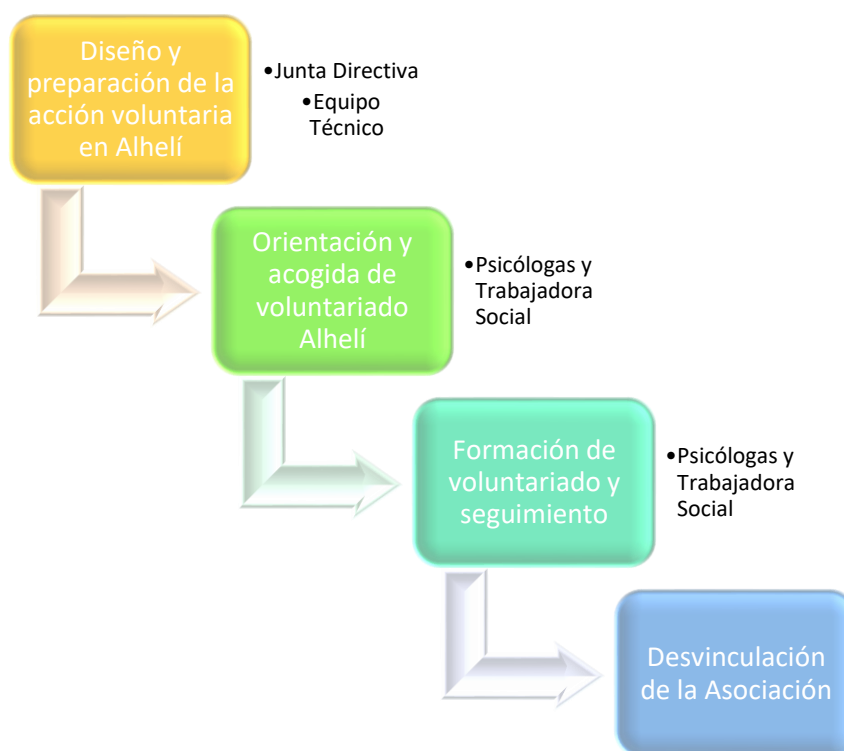 Diseño y
preparación de la
acción voluntaria
en Alhelí
•Junta Directiva
•Equipo
Técnico
Orientación y
acogida de
voluntariado
Alhelí
•Psicólogas y
Trabajadora
Social
Formación de
voluntariado y
seguimiento
•Psicólogas y
Trabajadora
Social
Desvinculación
de la Asociación